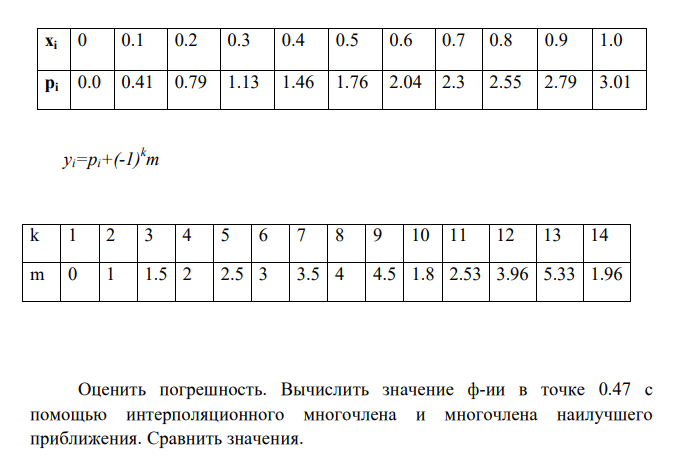 xi 0 0.1 0.2 0.3 0.4 0.5 0.6 0.7 0.8 0.9 1.0
pi 0.0 0.41 0.79 1.13 1.46 1.76 2.04 2.3 2.55 2.79 3.01
yi=pi+(-1)^k m
k 1 2 3 4 5 6 7 8 9 10 11 12 13 14
m 0 1 1.5 2 2.5 3 3.5 4 4.5 1.8 2.53 3.96 5.33 1.96
Оценить погрешность. Вычислить значение ф-ии в точке 0.47 с
помощью интерполяционного многочлена и многочлена наилучшего
приближения. Сравнить значения.